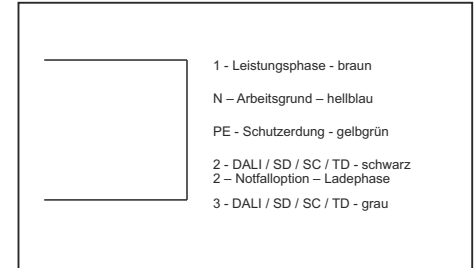 1 - Leistungsphase - braun
N – Arbeitsgrund – hellblau
PE - Schutzerdung - gelbgrün
2 - DALI / SD / SC / TD - schwarz
2 – Notfalloption – Ladephase
3 - DALI / SD / SC / TD - grau